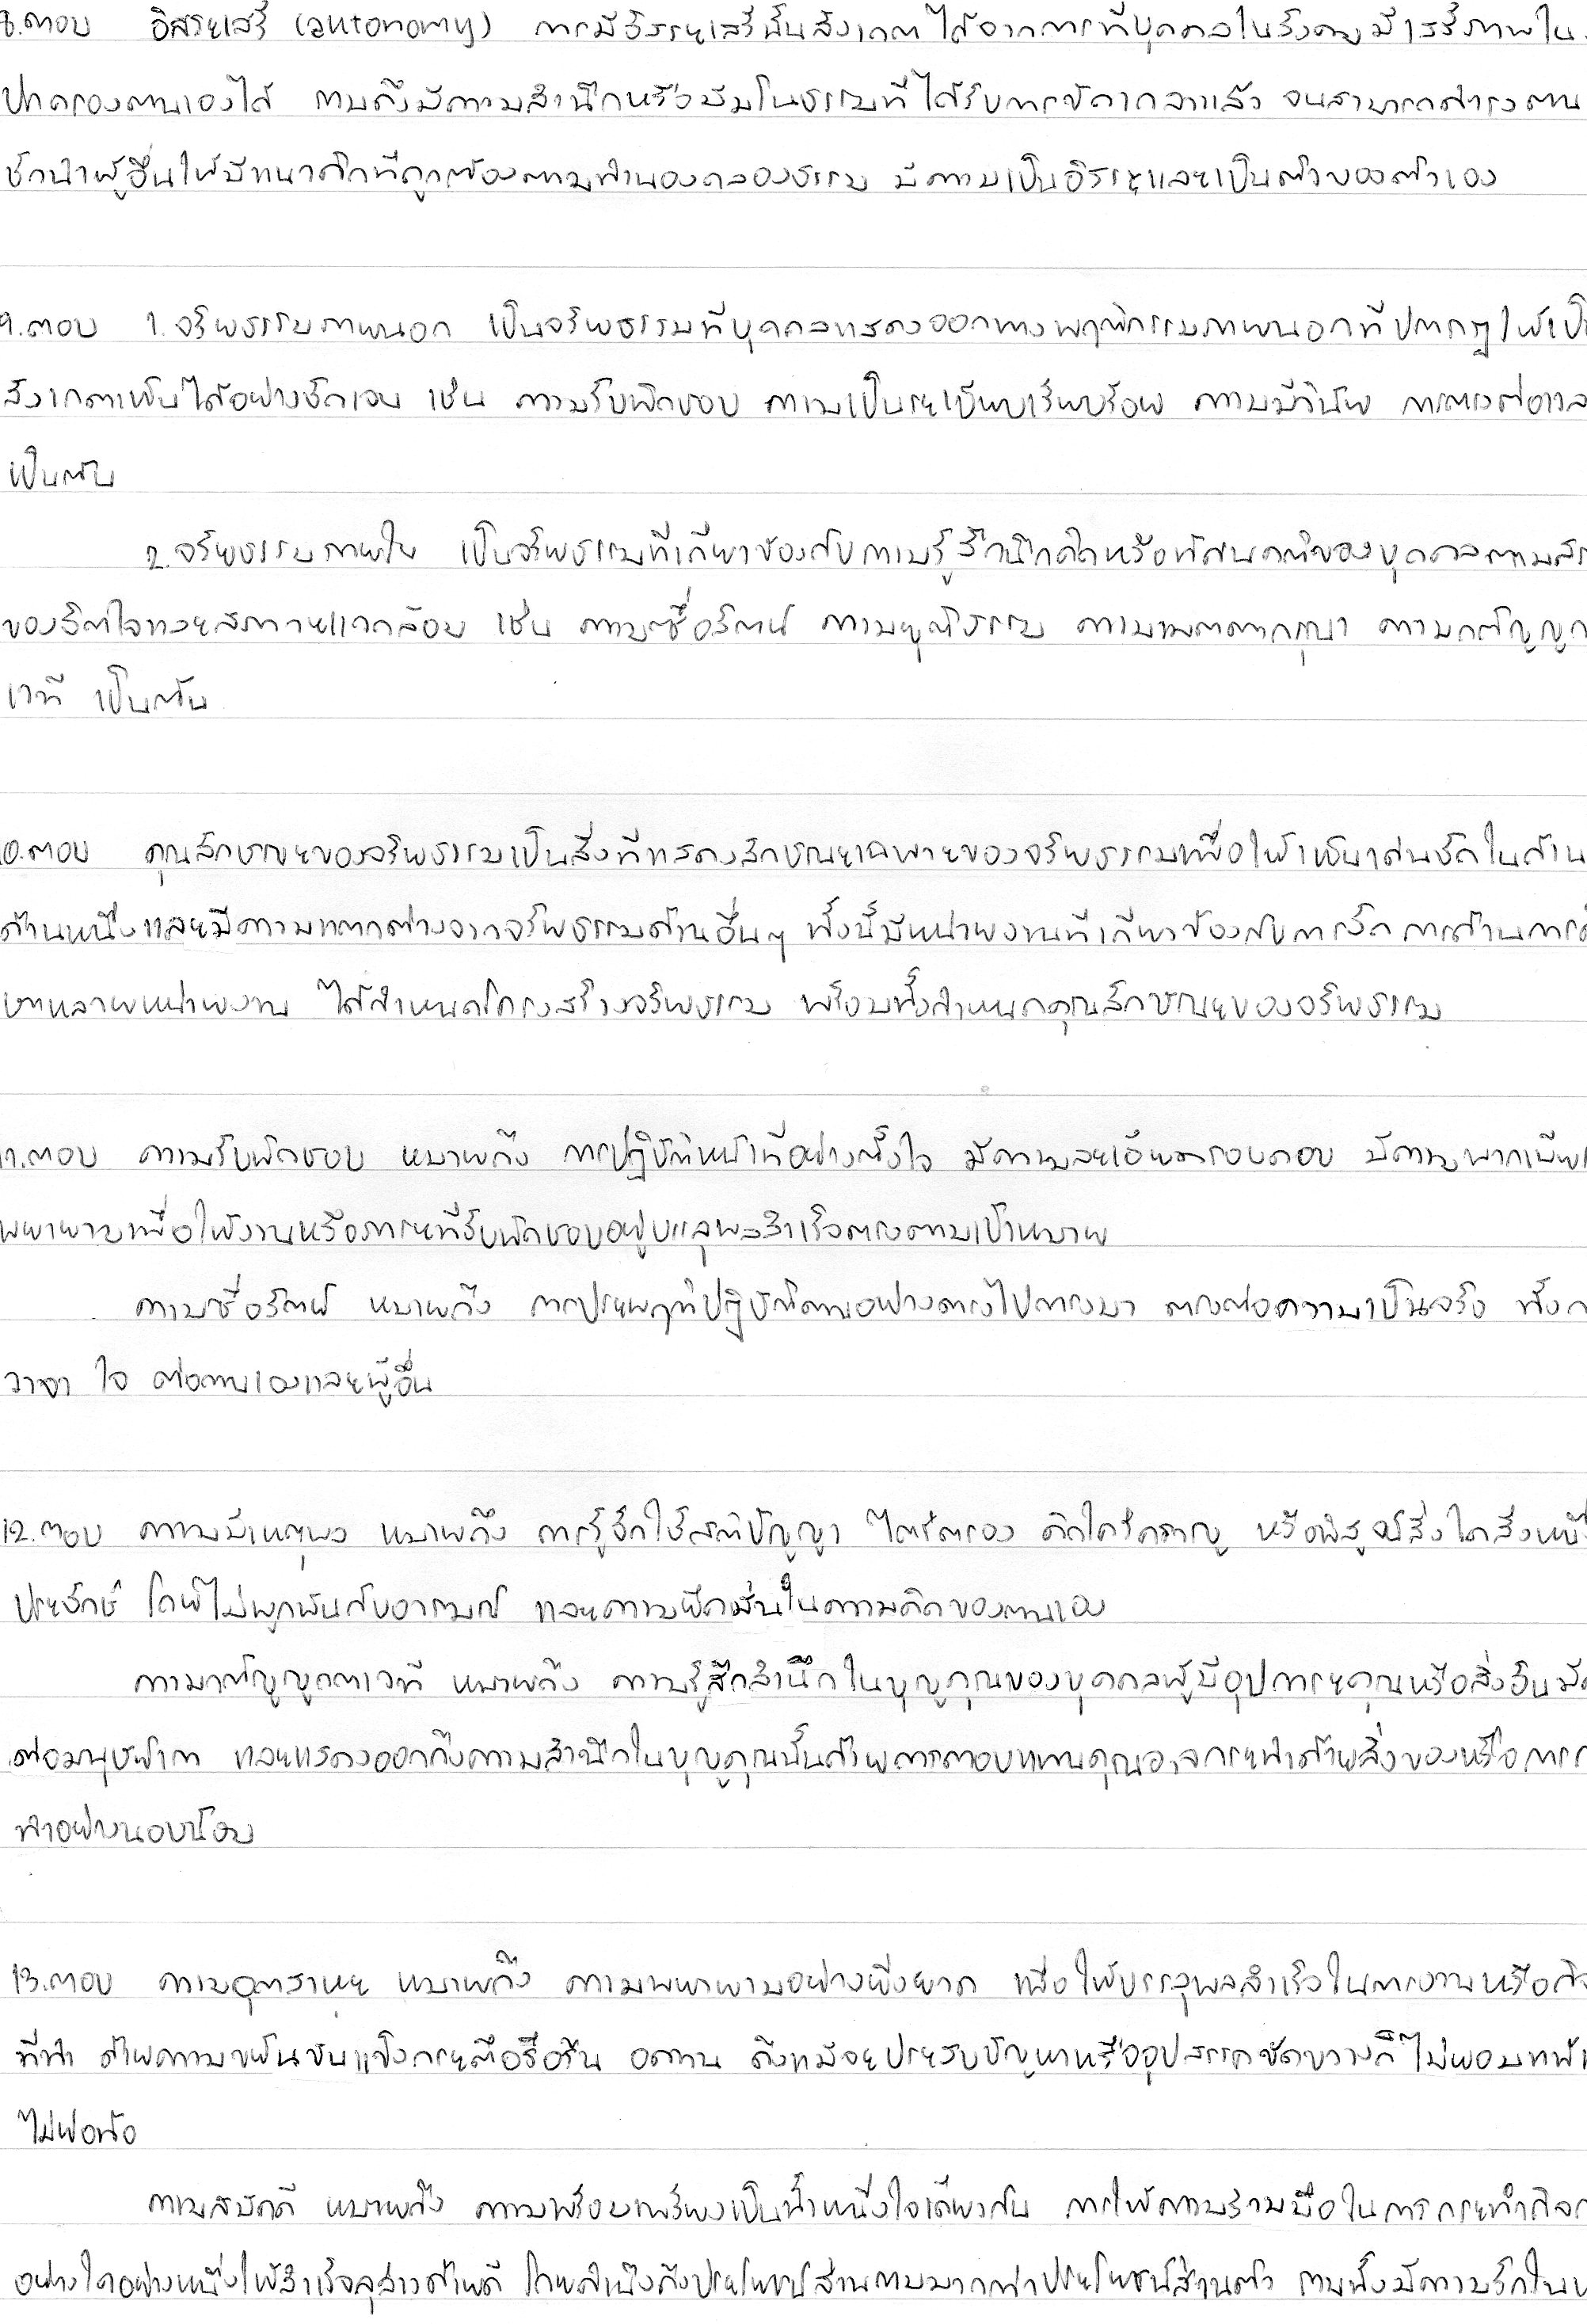 8.ตอบ อิสระเสรี (autonomy) การมีอิสระเสรีนั้นสังเกตได้จากการที่บุคคลในสังคมมีเสรีภาพใน
ปกครองตนเองได้ รวมถึงมีความสำนึกหรือมโนธรรมที่ได้รับการขัดเกลาแล้ว จนสามารถดำรงตน
ชักนำผู้อื่นให้มีแนวคิดที่ถูกต้องตามทำนองคลองธรรม มีความเป็นอิสระและเป็นตัวของตัวเอง
9.ตอบ 1.จริยธรรมภายนอก เป็นจริยธรรมที่บุคคลแสดงออกทางพฤติกรรมภายนอกที่ปรากฏให้เป็
สังเกตเห็นได้อย่างชัดเจน เช่น ความรับผิดชอบ ความเป็นระเบียบเรียบร้อย ความมีวินัย การตรงต่อเวล
เป็นต้น
2.จริยธรรมภายใน เป็นจริยธรรมที่เกี่ยวข้องกับความรู้สึกนึกคิดหรือทัศนคติของบุคคลตามส
ของจิตใจและสภาวะแวดล้อม เช่น ความซื่อสัตย์ ความยุติธรรม ความเมตตากรุณา ความกตัญญูก
เวที เป็นต้น
10.ตอบ คุณลักษณะของจริยธรรมเป็นสิ่งที่แสดงลักษณะเฉพาะของจริยธรรมเพื่อให้เห็นเด่นชัดในด้าน
ด้านหนึ่งและมีความแตกต่างจากจริยธรรมด้านอื่นๆ ทั้งนี้มีหน่วยงานที่เกี่ยวข้องกับการจัดการด้านการ
ษาหลายหน่วยงาน ได้กำหนดโครงสร้างจริยธรรม พร้อมทั้งกำหนดคุณลักษณะของจริยธรรม
11.ตอบ ความรับผิดชอบ หมายถึง การปฏิบัติหน้าที่อย่างตั้งใจ มีความละเอียดรอบคอบ มีความพากเพียร
พยายามเพื่อให้งานหรือภาระที่รับผิดชอบอยู่บรรลุผลสำเร็จตรงตามเป้าหมาย
ความซื่อสัตย์ หมายถึง การประพฤติปฏิบัติตนอย่างตรงไปตรงมา ตรงต่อความเป็นจริง ทั้งก
วาจา ใจ ต่อตนเองและผู้อื่น
12.ตอบ ความมีเหตุผล หมายถึง การรู้จักใช้สติปัญญา ไตร่ตรอง คิดใคร่ครวญ หรือพิสูจน์สิ่งใดสิ่งหนึ่ง
ประจักษ์ โดยไม่ผูกพันกับอารมณ์ และความยึดมั่นในความคิดของตนเอง
ความกตัญญูกตเวที หมายถึง ความรู้สึกสำนึกในบุญคุณของบุคคลผู้มีอุปการะคุณหรือสิ่งอันมี
ต่อมนุษย์เรา และแสดงออกถึงความสำนึกในบุญคุณนั้นด้วยการตอบแทนคุณอาจกระทำด้วยสิ่งของหรือการก
ทำอย่างนอบน้อม
13.ตอบ ความอุตสาหะ หมายถึง ความพยายามอย่างยิ่งยวด เพื่อให้บรรลุผลสำเร็จในการงานหรือกิจ
ที่ทำ ด้วยความขยันขันแข็งกระตือรือร้น อดทน ถึงแม้จะประสบปัญหาหรืออุปสรรคขัดขวางก็ไม่ยอมแพ้
ไม่ย่อท้อ
ความสามัคคี หมายถึง ความพร้อมเพรียงเป็นน้ำหนึ่งใจเดียวกัน การให้ความร่วมมือในการกระทำกิจก
อย่างใดอย่างหนึ่งให้สำเร็จลุล่วงด้วยดี โดยคำนึงถึงประโยชน์ส่วนรวมมากกว่าประโยชน์ส่วนตัว รวมทั้งมีความรักใน